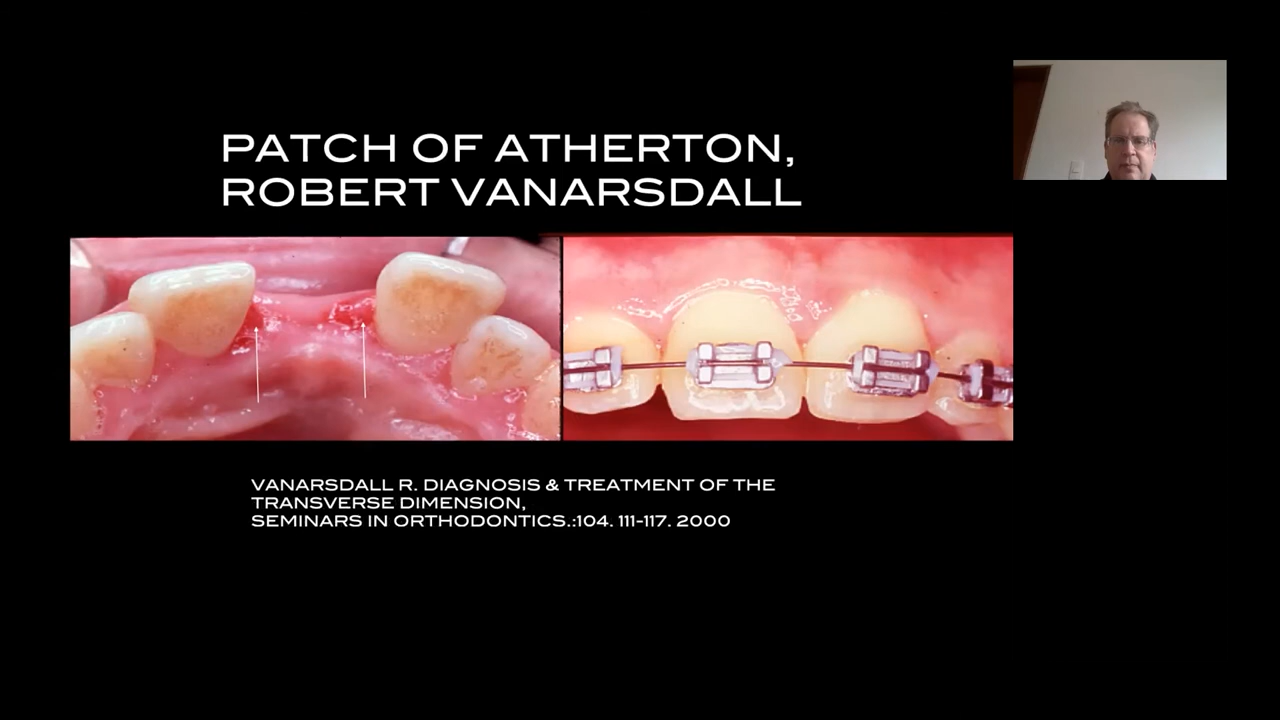 PATCH OF ATHERTON,
ROBERT VANARSDALL
VANARSDALL R. DIAGNOSIS & TREATMENT OF THE
TRANSVERSE DIMENSION,
SEMINARS IN ORTHODONTICS.:104. 111-117. 2000